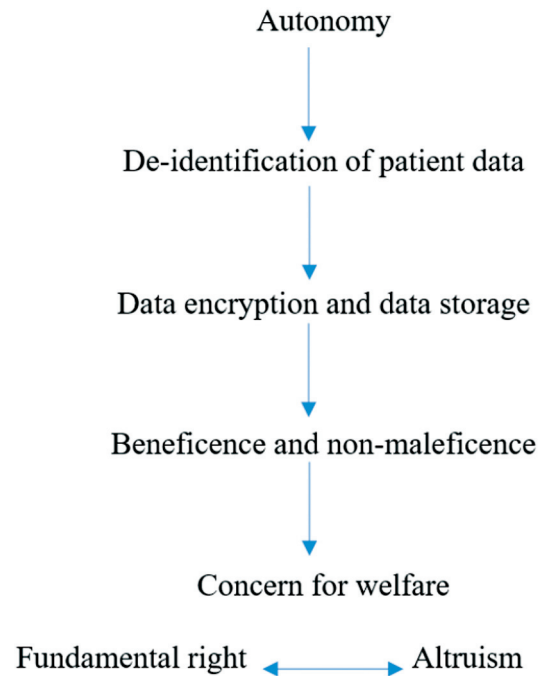 Autonomy
De-identification of patient data
Data encryption and data storage
Beneficence and non-maleficence
Concern for welfare
Fundamental right Altruism